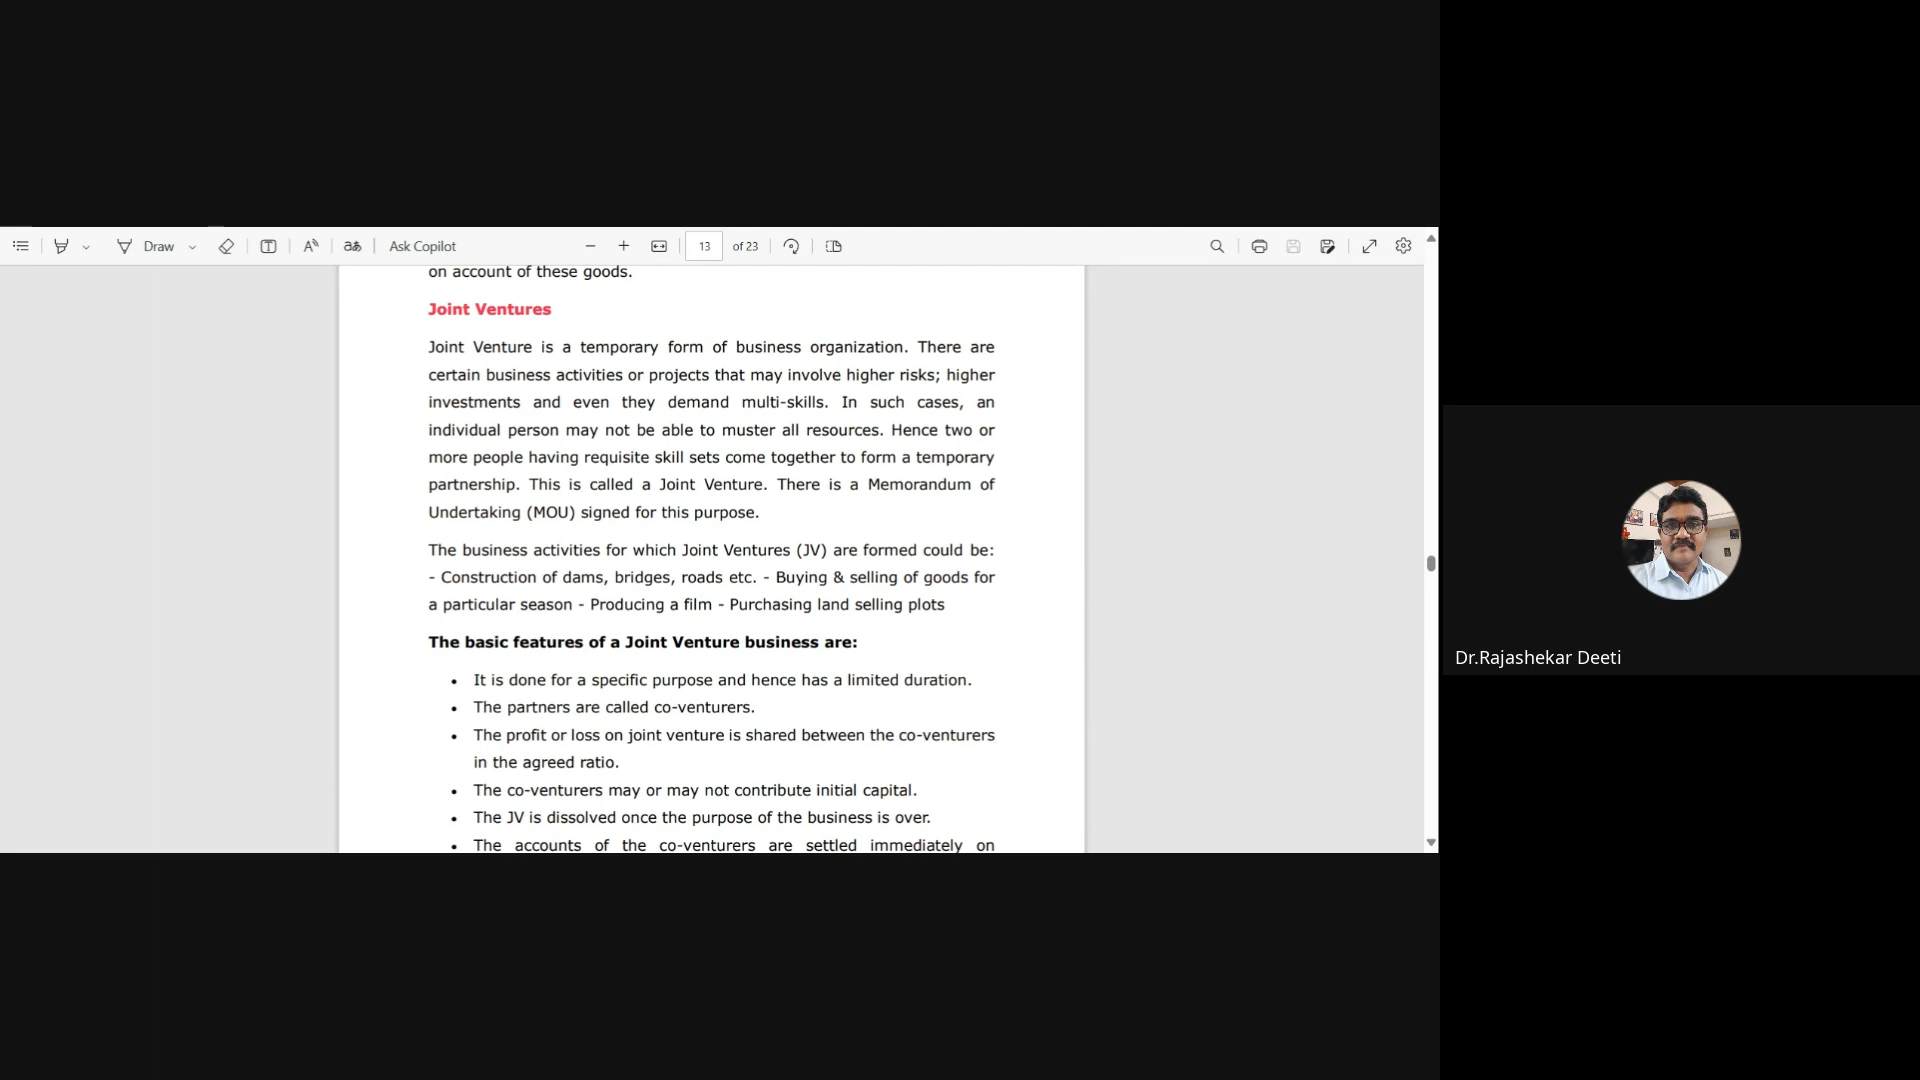 Draw
aあ
Ask Copilot
13 of 23
on account of these goods.
Joint Ventures
Joint Venture is a temporary form of business organization. There are
certain business activities or projects that may involve higher risks; higher
investments and even they demand multi-skills. In such cases, an
individual person may not be able to muster all resources. Hence two or
more people having requisite skill sets come together to form a temporary
partnership. This is called a Joint Venture. There is a Memorandum of
Undertaking (MOU) signed for this purpose.
The business activities for which Joint Ventures (JV) are formed could be:
- Construction of dams, bridges, roads etc. - Buying & selling of goods for
a particular season - Producing a film - Purchasing land selling plots
The basic features of a Joint Venture business are:
• It is done for a specific purpose and hence has a limited duration.
• The partners are called co-venturers.
• The profit or loss on joint venture is shared between the co-venturers
in the agreed ratio.
• The co-venturers may or may not contribute initial capital.
• The JV is dissolved once the purpose of the business is over.
• The accounts of the co-venturers are settled immediately on
Dr.Rajashekar Deeti